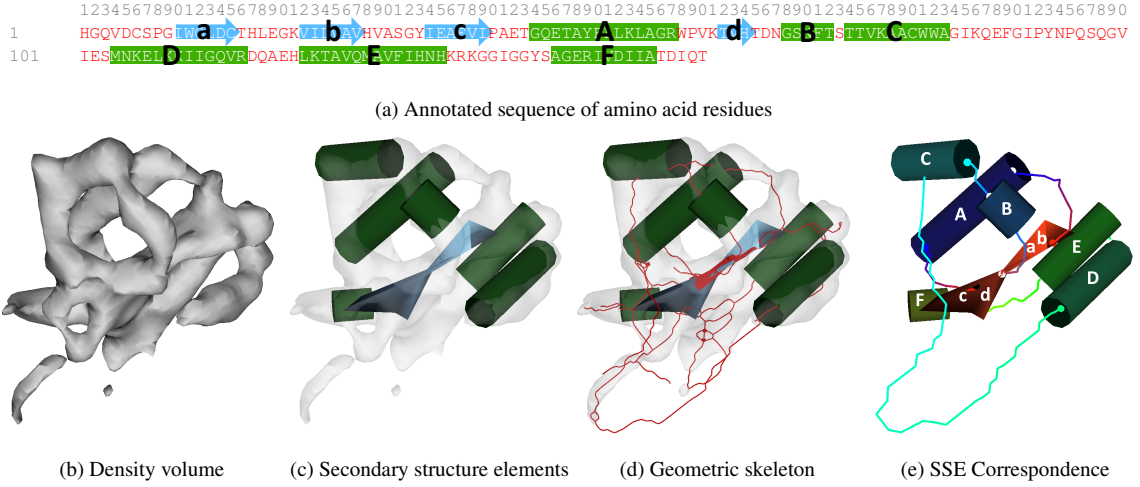 1234567890123456789012345678901234567890123456789012345678901234567890123456789012345678901234567890
1 HGQVDCSPGIWQLDCTHLEGKVILVAVHVASGYIEAEVIPAETGQETAYFLLKLAGRWPVKTVHTDNGSNFTSTTVKAACWWAGIKQEFGIPYNPQSQGV
a b c A d B C
101 IESMNKELKKIIGQVRDQAEHLKTAVQMAVFIHNHKRKGGIGGYSAGERIVDIIATDIQT
D E F
(a) Annotated sequence of amino acid residues
C
A
B
a b
E
D
F c d
(b) Density volume
(c) Secondary structure elements
(d) Geometric skeleton
(e) SSE Correspondence